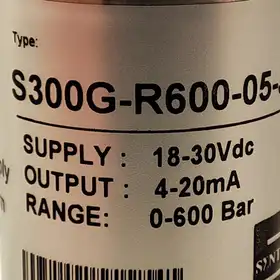 Type:
S300G-R600-05-
SUPPLY : 18-30Vdc
OUTPUT : 4-20mA
RANGE: 0-600 Bar